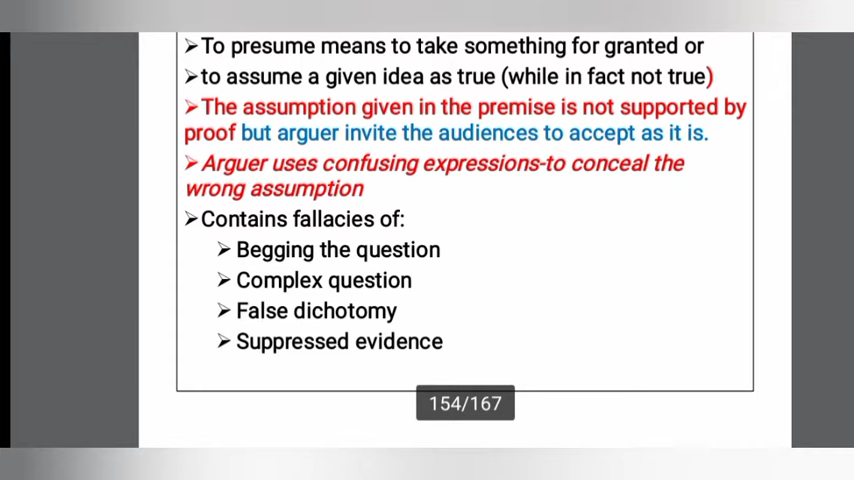 ➢To presume means to take something for granted or
➢to assume a given idea as true (while in fact not true)
➢The assumption given in the premise is not supported by
proof but arguer invite the audiences to accept as it is.
➢Arguer uses confusing expressions-to conceal the
wrong assumption
➢Contains fallacies of:
➢ Begging the question
➢ Complex question
➢ False dichotomy
➢ Suppressed evidence
154/167